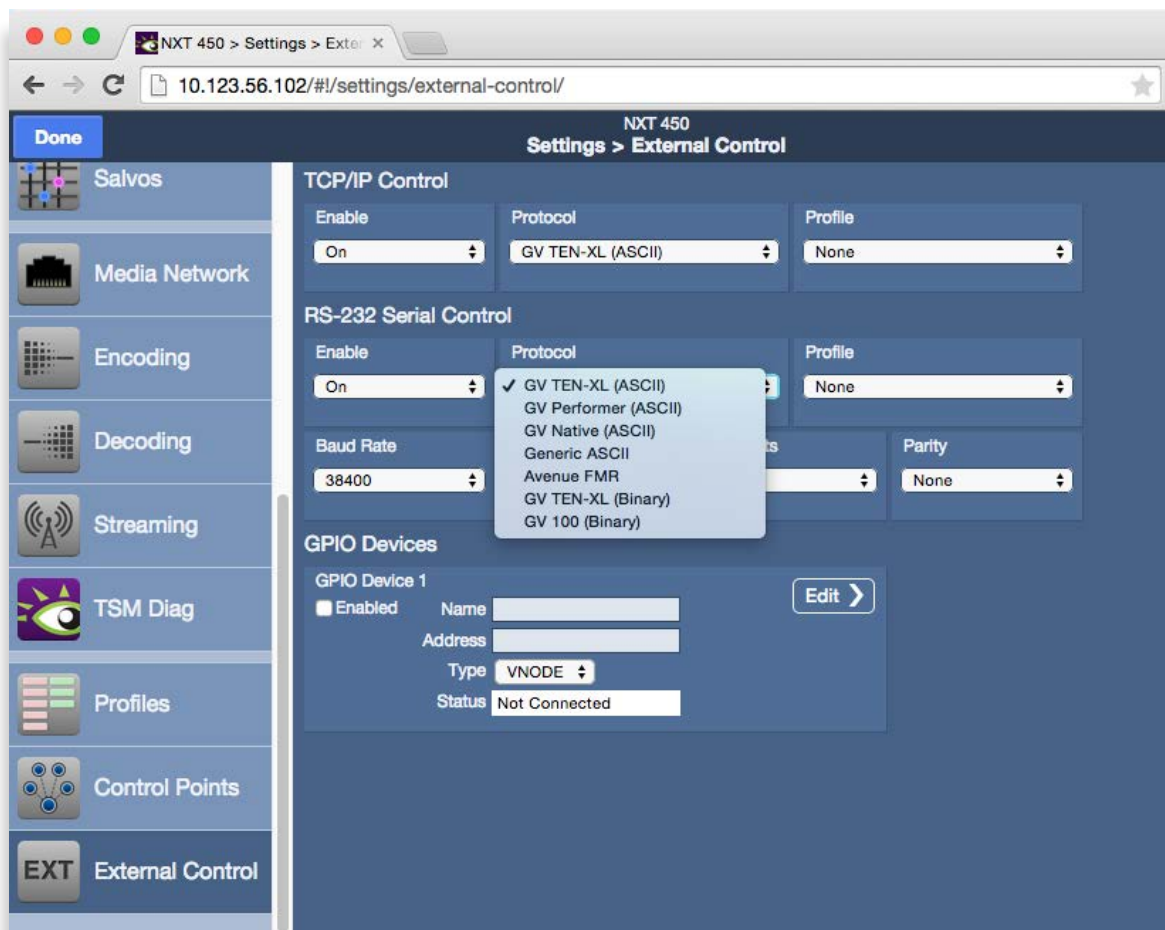 NXT 450 > Settings > Exter
10.123.56.102/#!/settings/external-control/
Done
NXT 450
Settings > External Control
Salvos
Media Network
Encoding
Decoding
Streaming
TSM Diag
Profiles
Control Points
EXT External Control
TCP/IP Control
Enable Protocol Profile
On GV TEN-XL (ASCII) None
RS-232 Serial Control
Enable Protocol Profile
On None
GV TEN-XL (ASCII)
GV Performer (ASCII)
GV Native (ASCII)
Generic ASCII
Avenue FMR
GV TEN-XL (Binary)
GV 100 (Binary)
Baud Rate Parity
38400 None
GPIO Devices
GPIO Device 1
Enabled Name
Edit
Address
Type VNODE
Status Not Connected